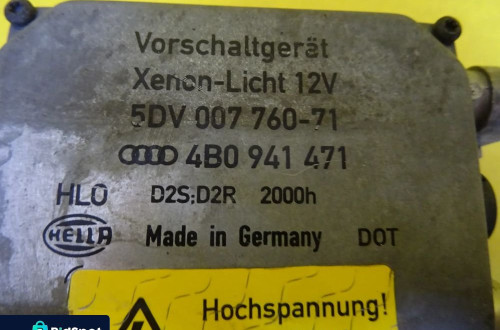 Vorschaltgerät
Xenon-Licht 12V
5DV 007 760-71
4B0 941 471
HL0 D2S;D2R 2000h
HELLA Made in Germany DOT
Hochspannung!